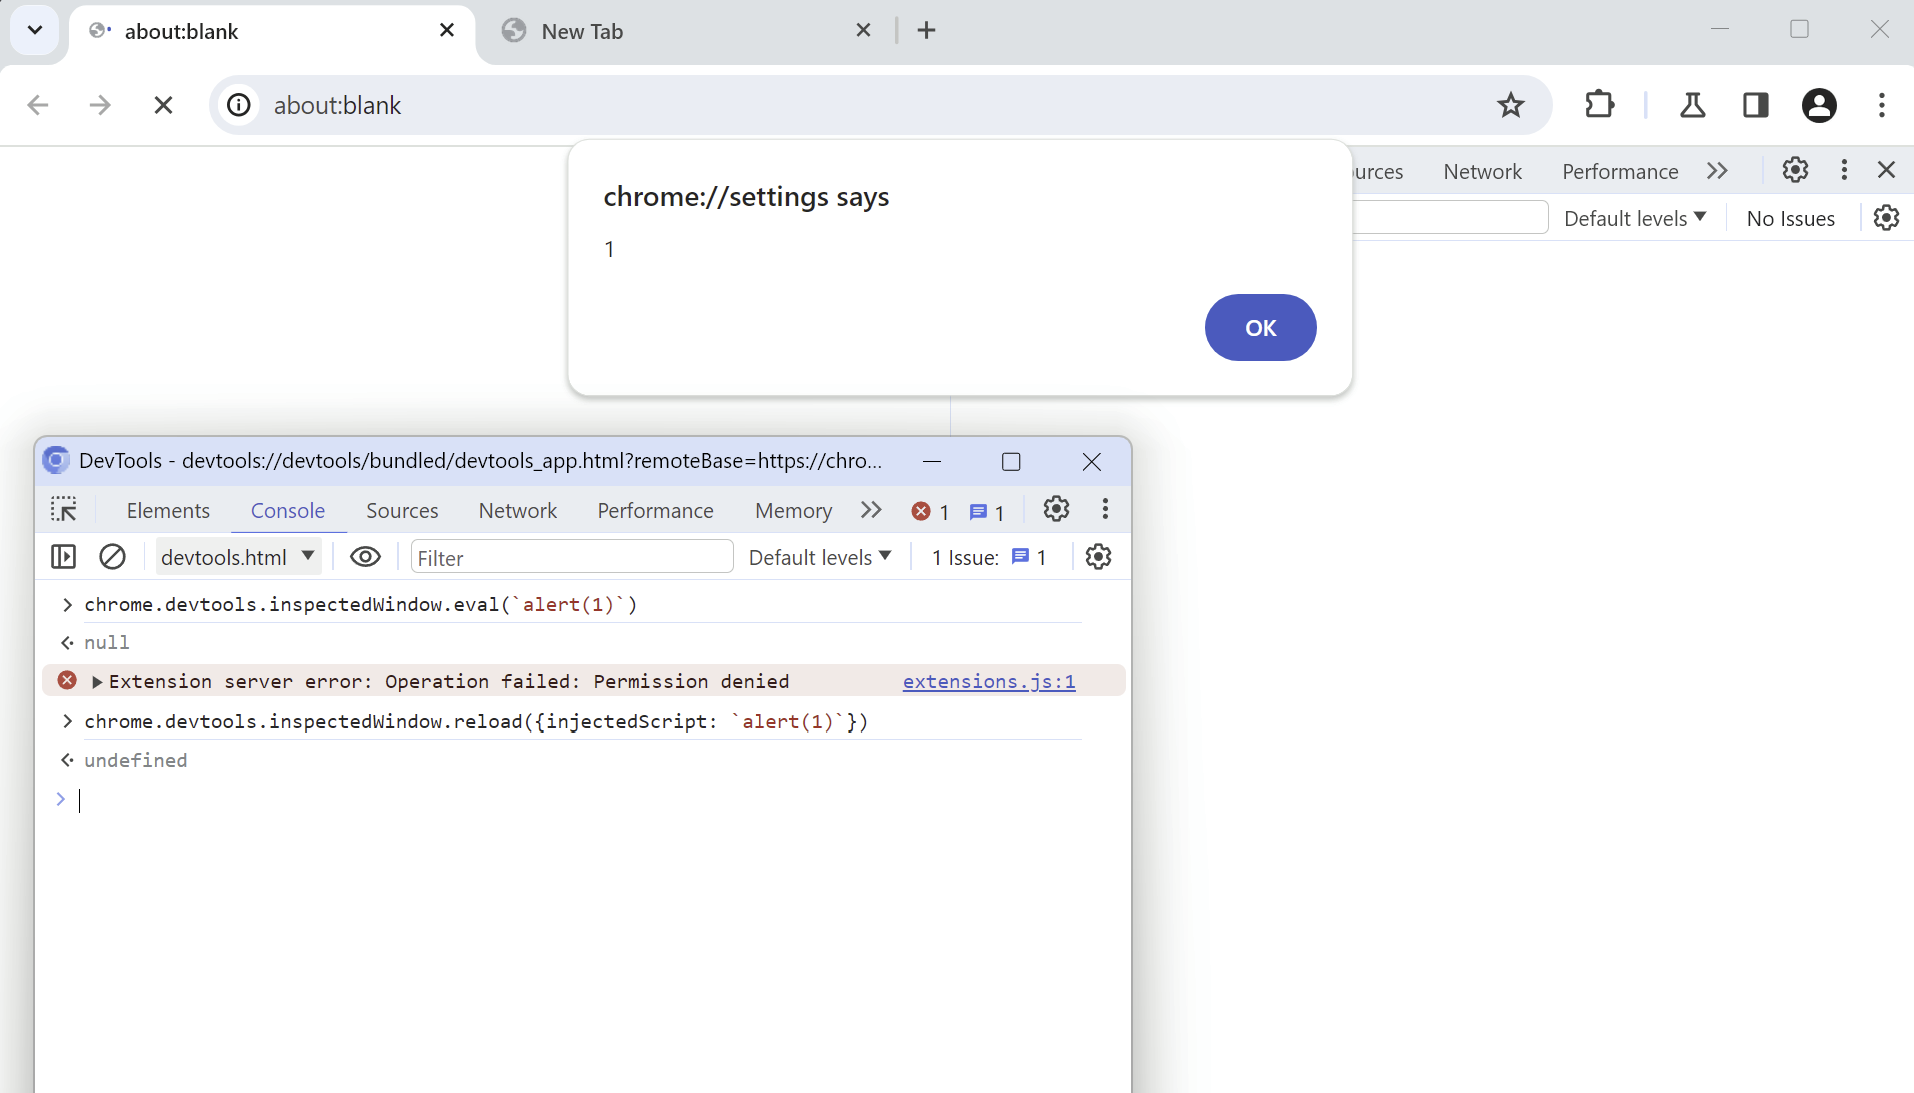 about:blank
New Tab
about:blank
chrome://settings says
1
OK
urces Network Performance
Default levels No Issues
DevTools - devtools://devtools/bundled/devtools_app.html?remoteBase=https://chro...
Elements Console Sources Network Performance Memory 1 1
devtools.html Filter Default levels 1 Issue: 1
chrome.devtools.inspectedWindow.eval(`alert(1)`)
null
Extension server error: Operation failed: Permission denied extensions.js:1
chrome.devtools.inspectedWindow.reload({injectedScript: `alert(1)`})
undefined